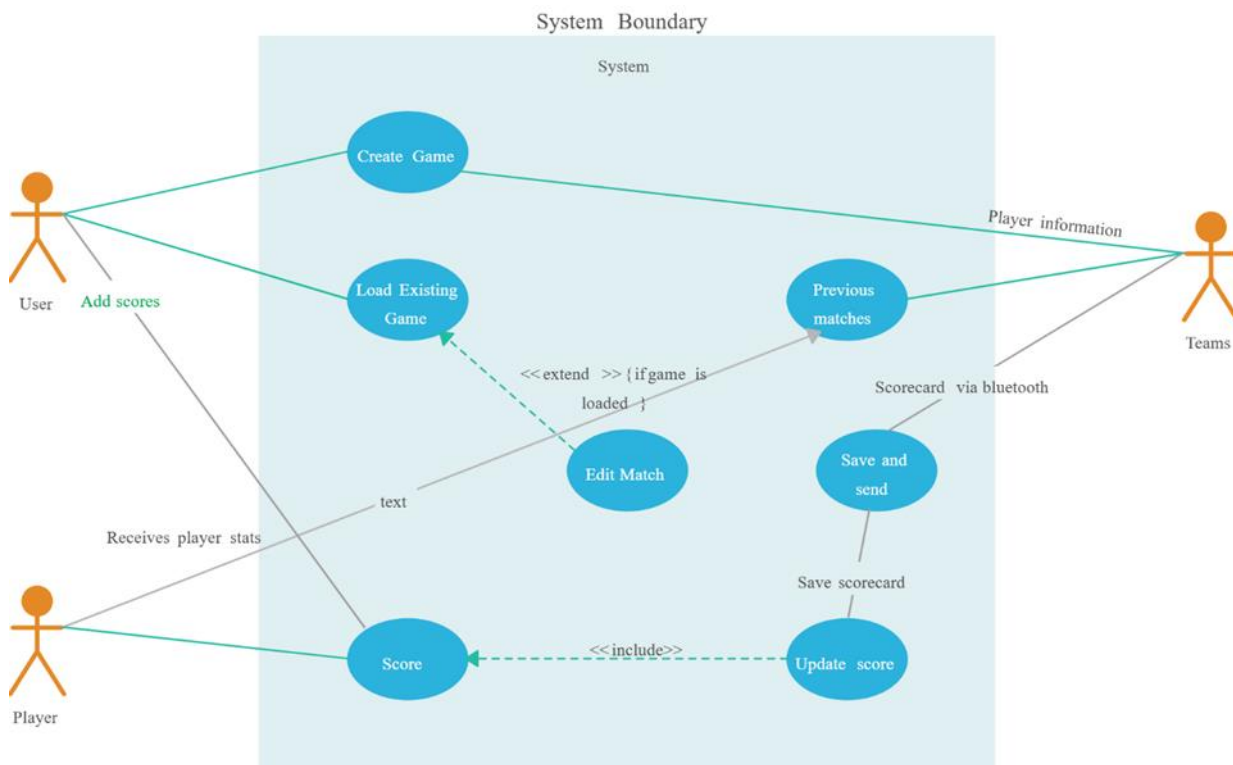 System Boundary
System
Create Game
Player information
User
Add scores
Load Existing
Game
Previous
matches
Teams
<<extend >> {if game is
loaded }
Scorecard via bluetooth
Edit Match
Save and
send
text
Receives player stats
Save scorecard
<<include>>
Score
Update score
Player